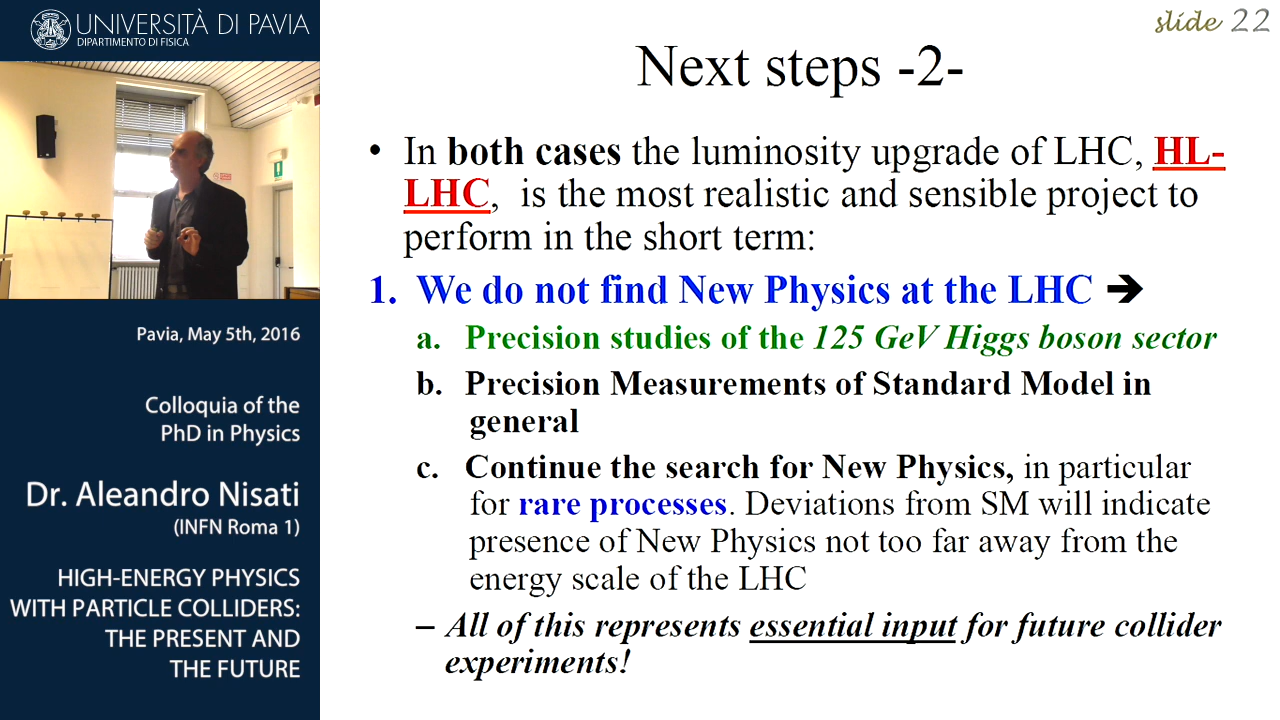 UNIVERSITÀ DI PAVIA
DIPARTIMENTO DI FISICA
Pavia, May 5th, 2016
Colloquia of the
PhD in Physics
Dr. Aleandro Nisati
(INFN Roma 1)
HIGH-ENERGY PHYSICS
WITH PARTICLE COLLIDERS:
THE PRESENT AND
THE FUTURE
slide 22
Next steps -2-
• In both cases the luminosity upgrade of LHC, HL-
LHC, is the most realistic and sensible project to
perform in the short term:
1. We do not find New Physics at the LHC ➔
a. Precision studies of the 125 GeV Higgs boson sector
b. Precision Measurements of Standard Model in
general
c. Continue the search for New Physics, in particular
for rare processes. Deviations from SM will indicate
presence of New Physics not too far away from the
energy scale of the LHC
– All of this represents essential input for future collider
experiments!